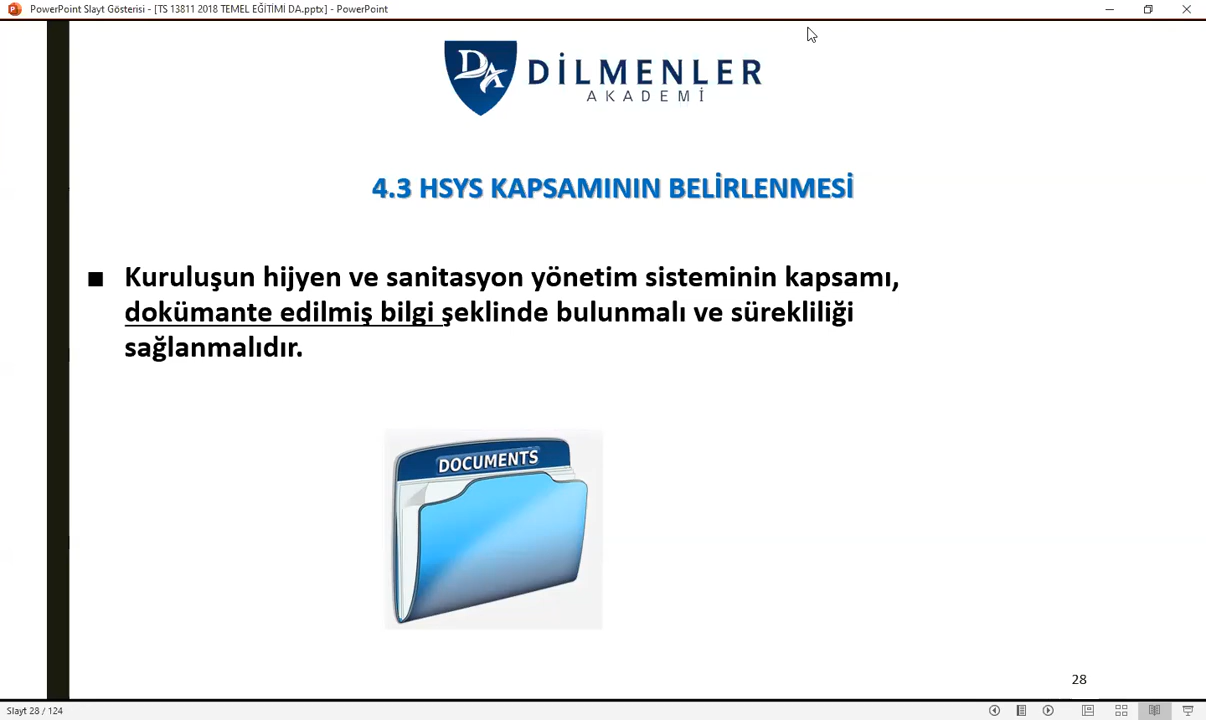 PowerPoint Slayt Gösterisi - [TS 13811 2018 TEMEL EĞİTİMİ DA.pptx] - PowerPoint
DA DİLMENLER
AKADEMİ
4.3 HSYS KAPSAMININ BELİRLENMESİ
■ Kuruluşun hijyen ve sanitasyon yönetim sisteminin kapsamı,
dokümante edilmiş bilgi şeklinde bulunmalı ve sürekliliği
sağlanmalıdır.
DOCUMENTS
28
Slayt 28 / 124